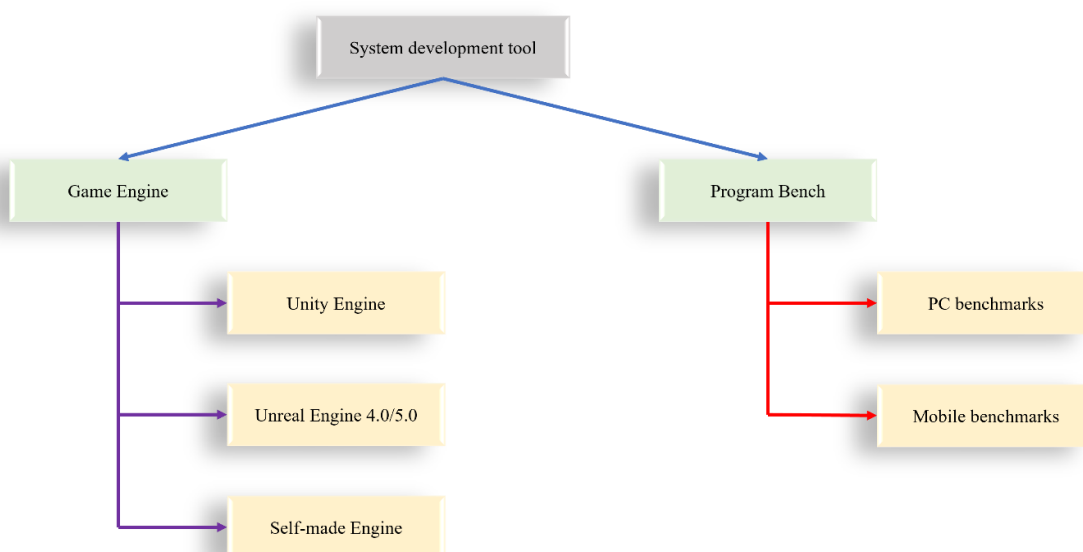 System development tool
Game Engine
Program Bench
Unity Engine
PC benchmarks
Unreal Engine 4.0/5.0
Mobile benchmarks
Self-made Engine